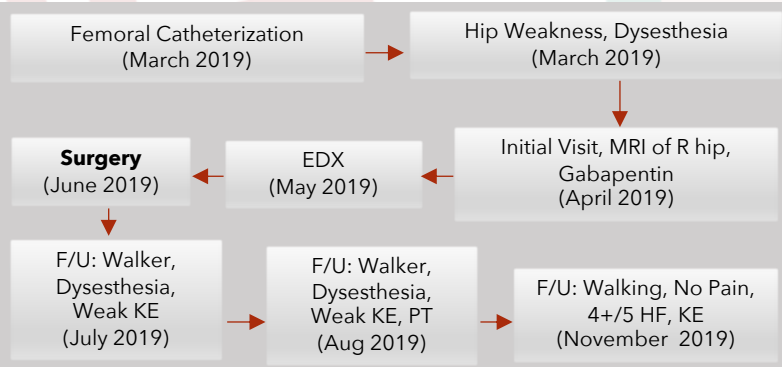 Femoral Catheterization
(March 2019)
Hip Weakness, Dysesthesia
(March 2019)
Initial Visit, MRI of R hip,
Gabapentin
(April 2019)
EDX
(May 2019)
Surgery
(June 2019)
F/U: Walker,
Dysesthesia,
Weak KE
(July 2019)
F/U: Walker,
Dysesthesia,
Weak KE, PT
(Aug 2019)
F/U: Walking, No Pain,
4+/5 HF, KE
(November 2019)